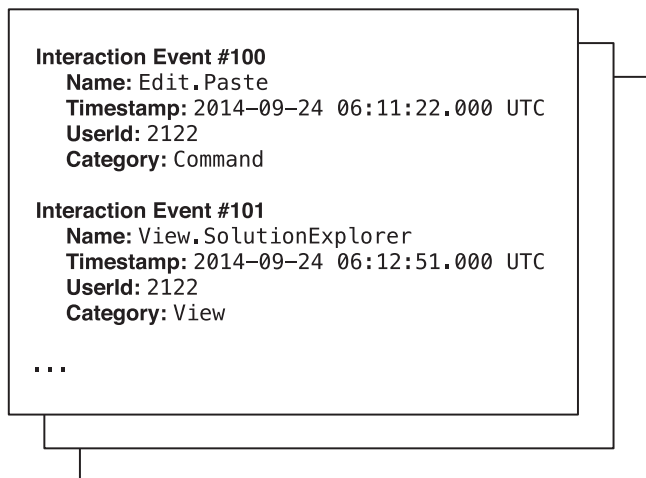 Interaction Event #100
Name: Edit.Paste
Timestamp: 2014–09–24 06:11:22.000 UTC
UserId: 2122
Category: Command
Interaction Event #101
Name: View.SolutionExplorer
Timestamp: 2014–09–24 06:12:51.000 UTC
UserId: 2122
Category: View
...